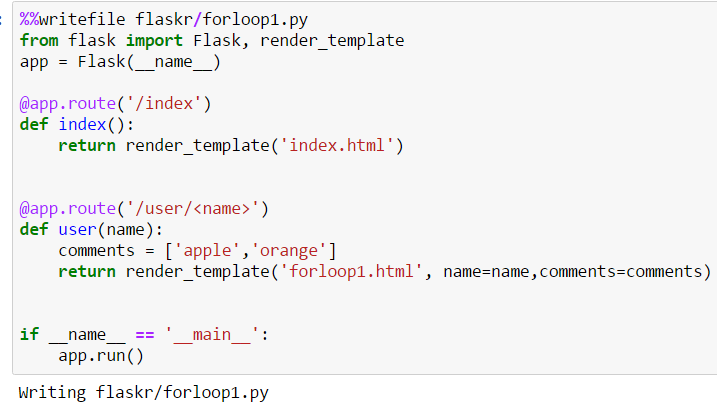 %%writefile flaskr/forloop1.py
from flask import Flask, render_template
app = Flask(__name__)
@app.route('/index')
def index():
    return render_template('index.html')
@app.route('/user/<name>')
def user(name):
    comments = ['apple','orange']
    return render_template('forloop1.html', name=name,comments=comments)
if __name__ == '__main__':
    app.run()
Writing flaskr/forloop1.py